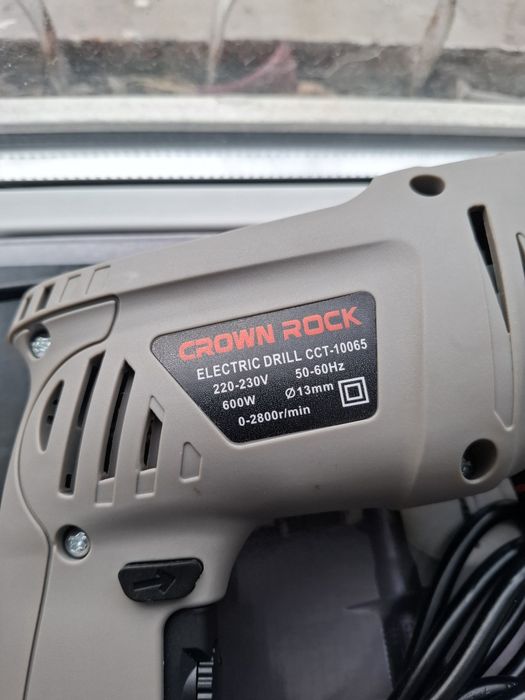 CROWN ROCK
ELECTRIC DRILL CCT-10065
220-230V 50-60Hz
600W Ø13mm
0-2800r/min